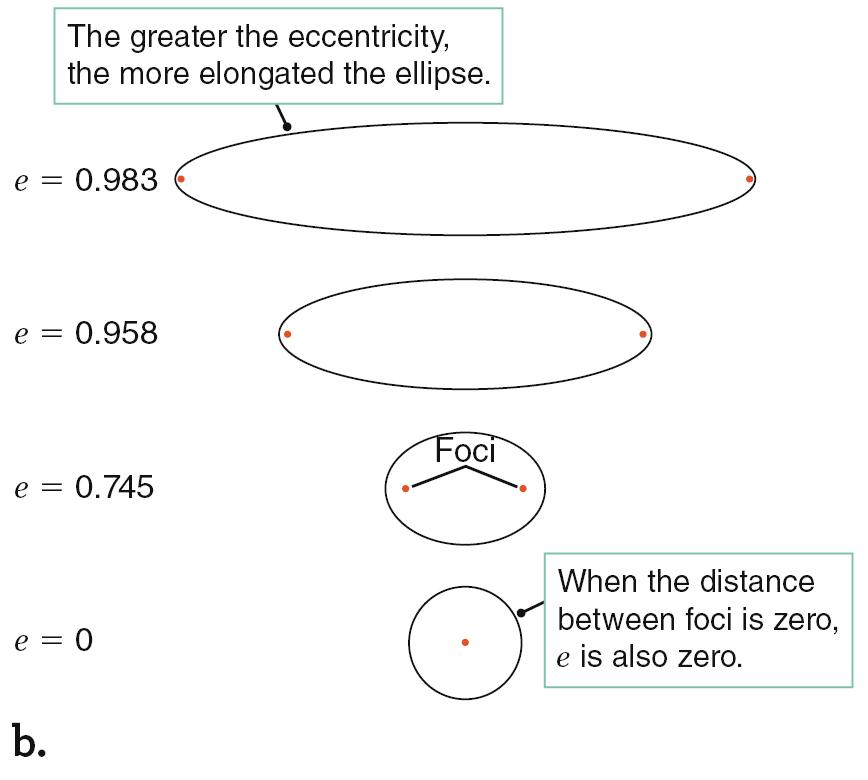 The greater the eccentricity,
the more elongated the ellipse.
e = 0.983
e = 0.958
Foci
e = 0.745
When the distance
between foci is zero,
e is also zero.
e = 0
b.